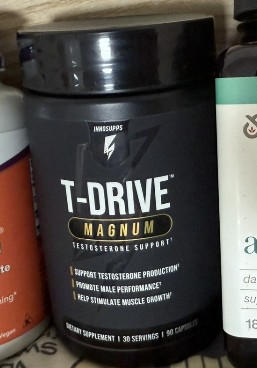 INNOSUPPS
T-DRIVE™
MAGNUM
TESTOSTERONE SUPPORT†
SUPPORT TESTOSTERONE PRODUCTION†
PROMOTE MALE PERFORMANCE†
HELP STIMULATE MUSCLE GROWTH†
DIETARY SUPPLEMENT | 30 SERVINGS | 90 CAPSULES